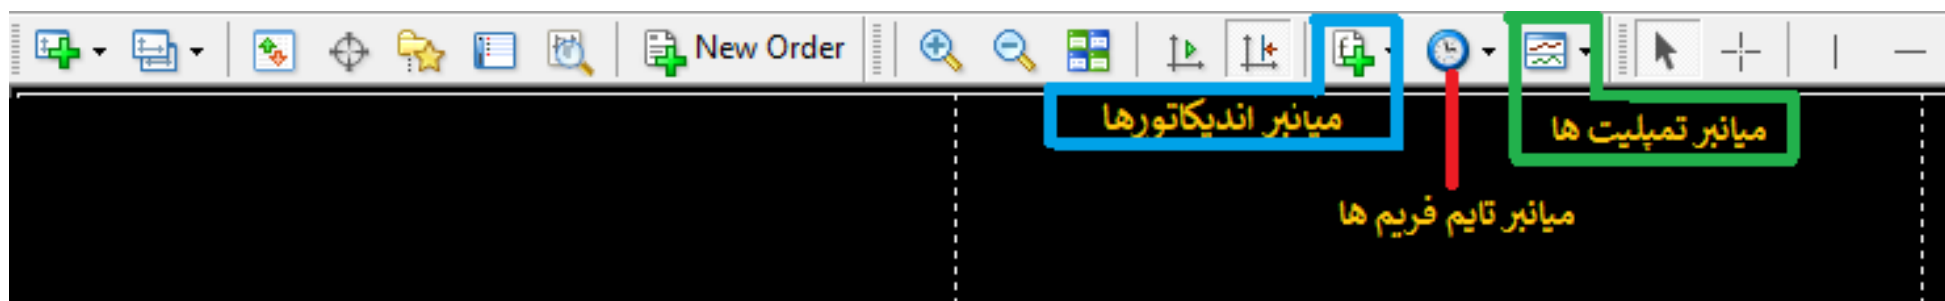 New Order
میانبر اندیکاتورها
میانبر تمپلیت ها
میانبر تایم فریم ها